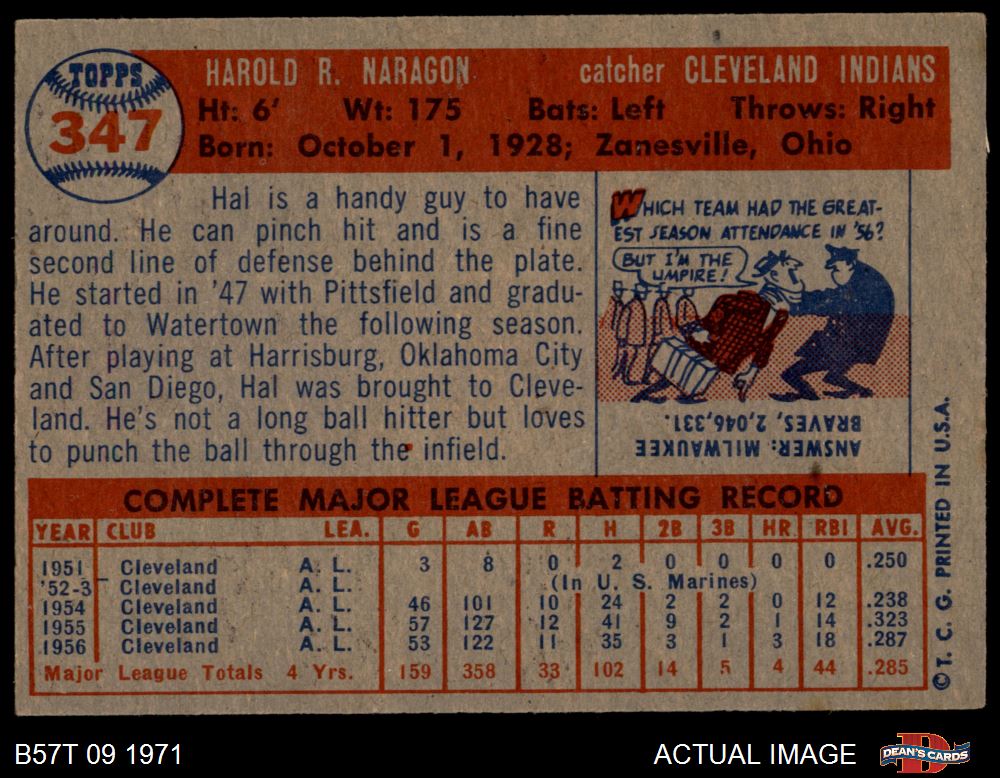 TOPPS
347
HAROLD R. NARAGON catcher CLEVELAND INDIANS
Ht: 6' Wt: 175 Bats: Left Throws: Right
Born: October 1, 1928; Zanesville, Ohio
Hal is a handy guy to have
around. He can pinch hit and is a fine
second line of defense behind the plate.
He started in '47 with Pittsfield and gradu-
ated to Watertown the following season.
After playing at Harrisburg, Oklahoma City
and San Diego, Hal was brought to Cleve-
land. He's not a long ball hitter but loves
to punch the ball through the infield.
WHICH TEAM HAD THE GREAT-
EST SEASON ATTENDANCE IN '56?
BUT I'M THE
UMPIRE!
ANSWER: MILWAUKEE
BRAVES, 2,046,331.
COMPLETE MAJOR LEAGUE BATTING RECORD
YEAR CLUB LEA. G AB R H 2B 3B HR RBI AVG.
1951 Cleveland A. L. 3 8 0 2 0 0 0 0 .250
'52-3 Cleveland A. L. (In U. S. Marines)
1954 Cleveland A. L. 46 101 10 24 2 2 0 12 .238
1955 Cleveland A. L. 57 127 12 41 9 2 1 14 .323
1956 Cleveland A. L. 53 122 11 35 3 1 3 18 .287
Major League Totals 4 Yrs. 159 358 33 102 14 5 4 44 .285
© T. C. G. PRINTED IN U.S.A.
B57T 09 1971
ACTUAL IMAGE
DEAN'S CARDS